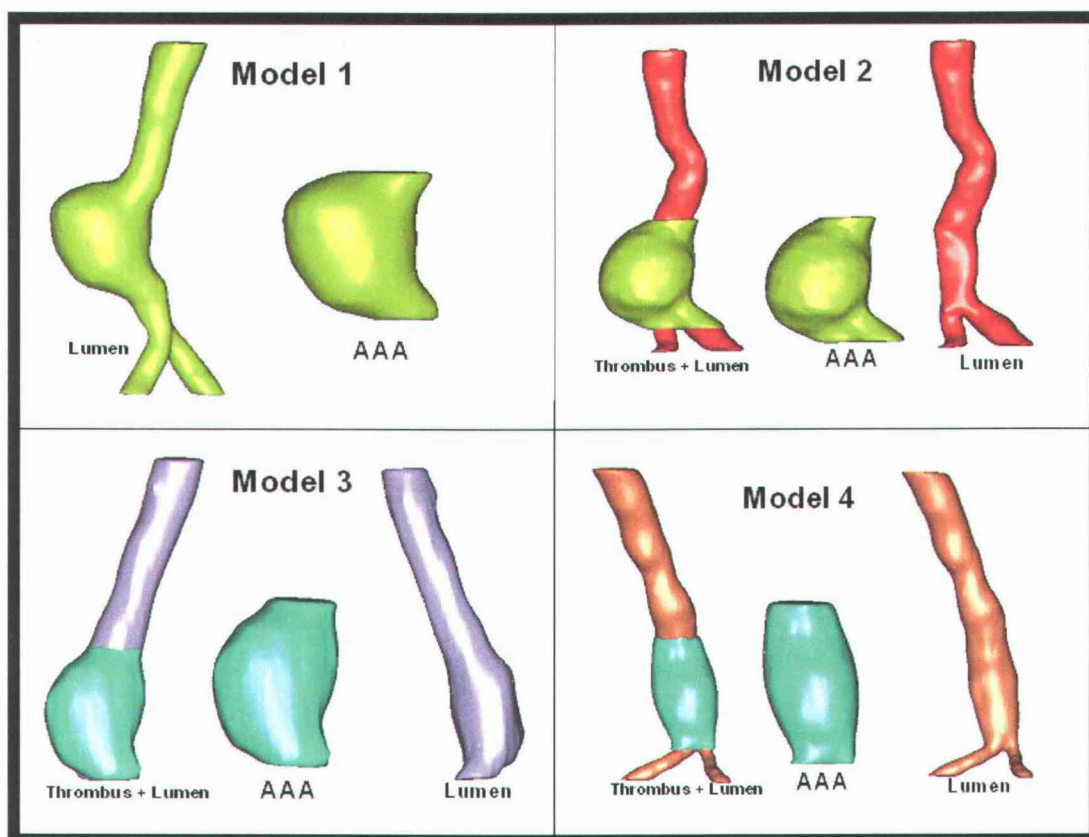 Model 1
Lumen
AAA
Model 2
Thrombus + Lumen
AAA
Lumen
Model 3
Thrombus + Lumen
AAA
Lumen
Model 4
Thrombus + Lumen
AAA
Lumen